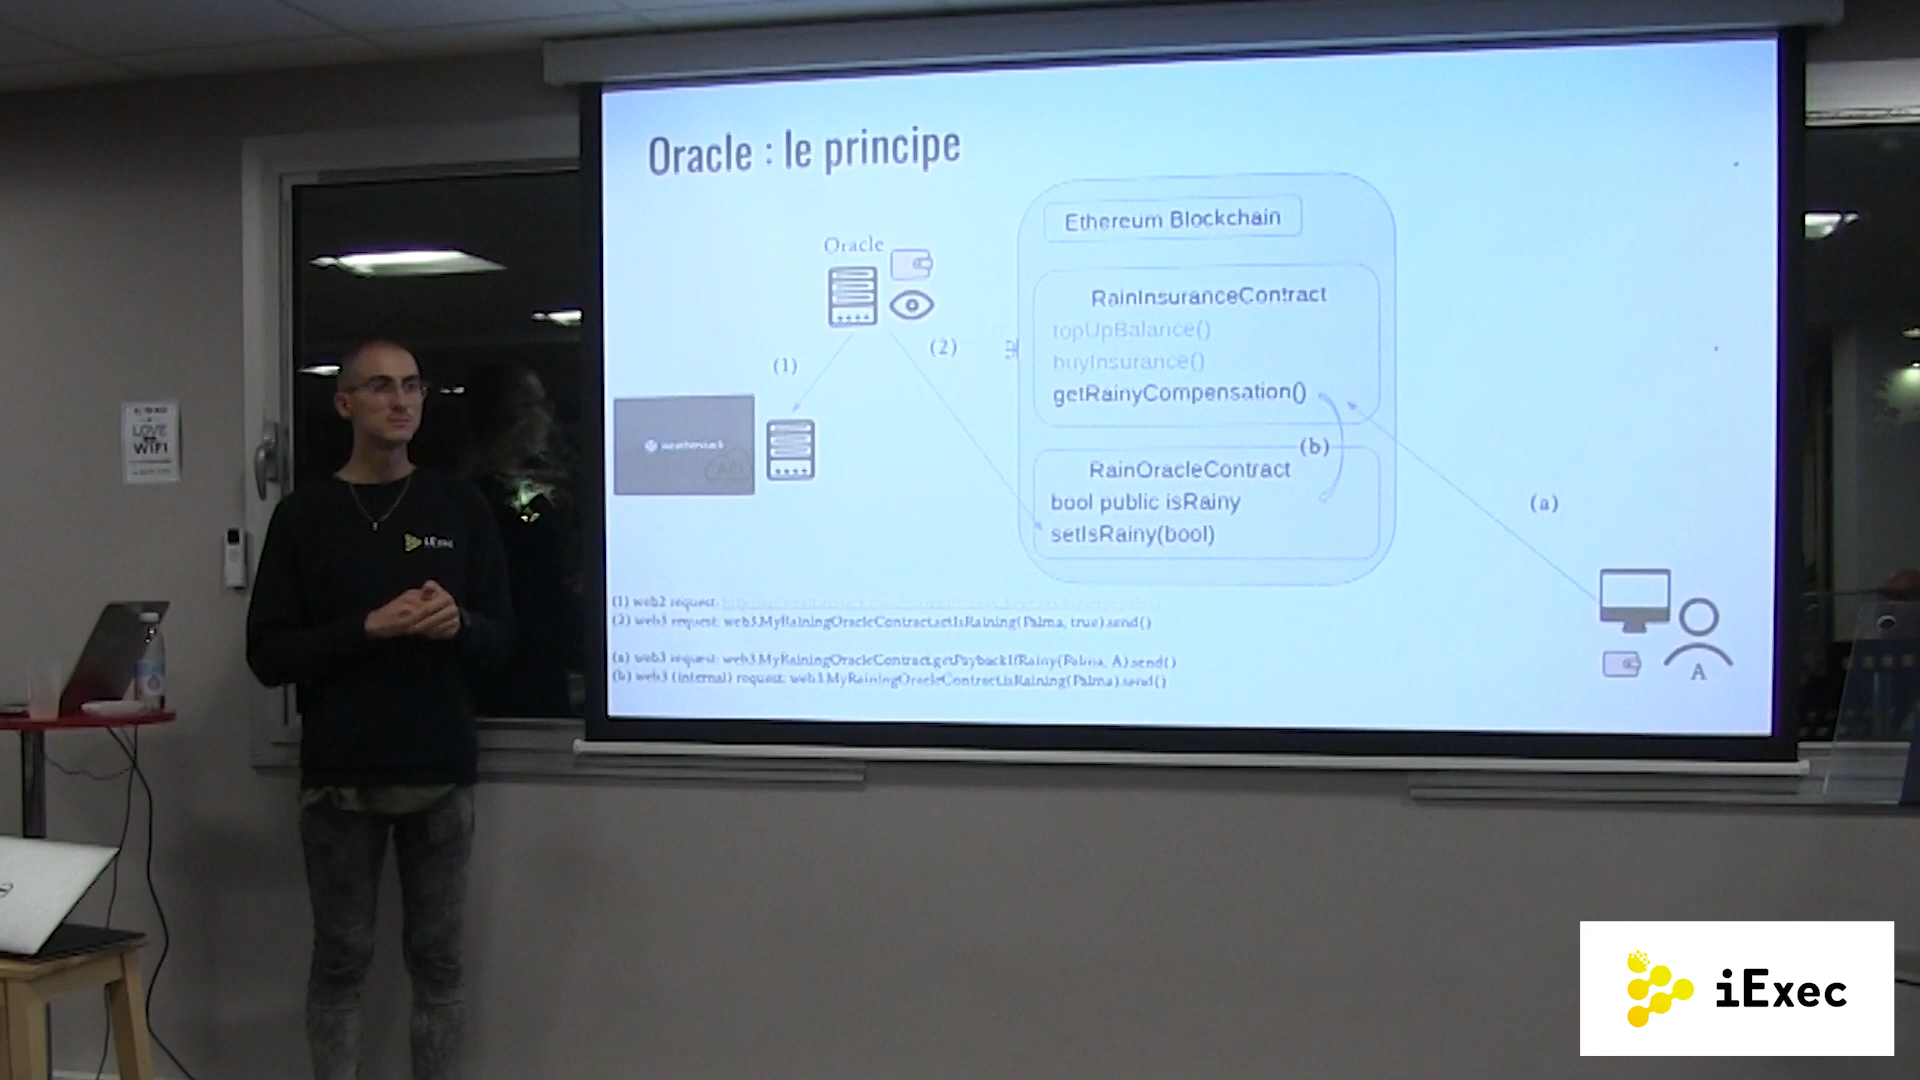 Oracle : le principe
Ethereum Blockchain
Oracle
RainInsuranceContract
topUpBalance()
buyInsurance()
getRainyCompensation()
(1)
(2)
(b)
RainOracleContract
bool public isRainy
setIsRainy(bool)
(a)
API
A
(1) web2 request:
(2) web3 request: web3.MyRainingOracleContract.setIsRaining(Palma, true).send()
(a) web3 request: web3.MyRainingOracleContract.getPaybackIfRainy(Palma, A).send()
(b) web3 (internal) request: web3.MyRainingOracleContract.isRaining(Palma).send()
LOVE
WIFI
iExec